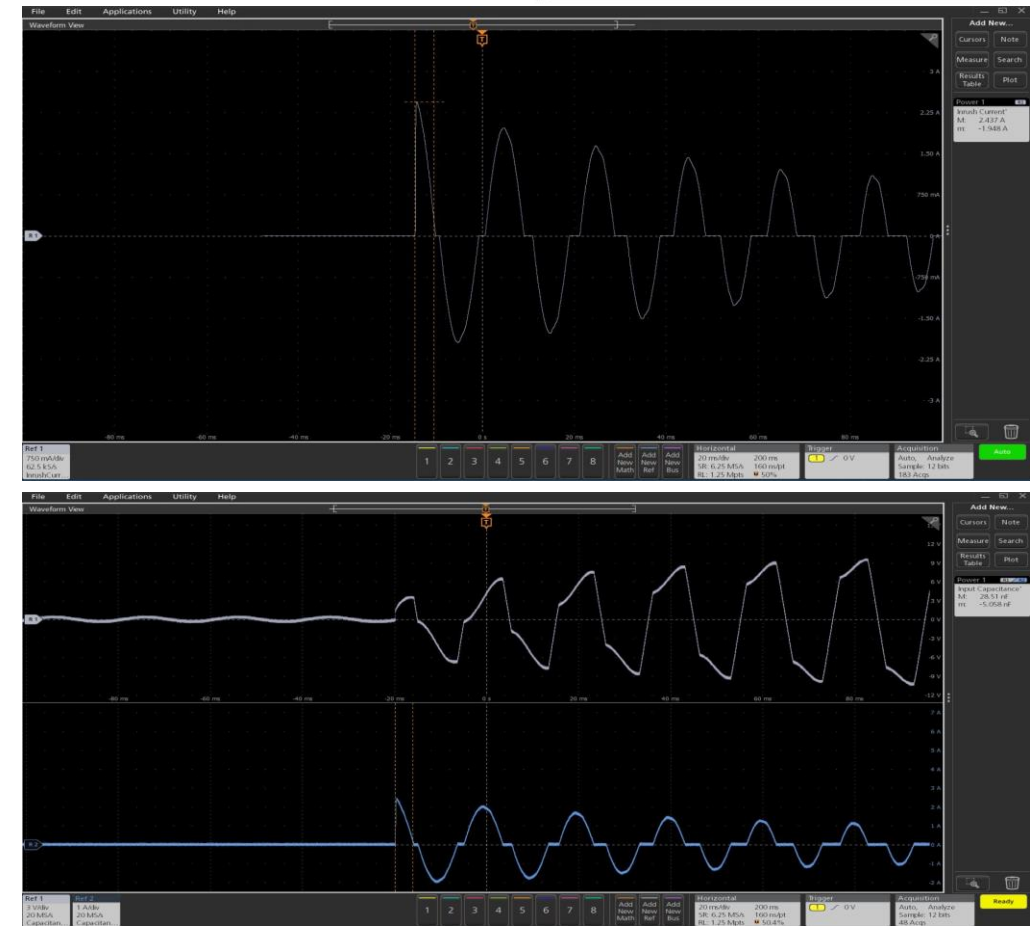 File Edit Applications Utility Help
Waveform View
Add New...
Cursors Note
Measure Search
Results Table Plot
Power 1
Inrush Current'
M: 2.437 A
m: -1.948 A
T
3 A
2.25 A
1.50 A
750 mA
0 A
-750 mA
-1.50 A
-2.25 A
-3 A
R 1
-80 ms -60 ms -40 ms -20 ms 0 s 20 ms 40 ms 60 ms 80 ms
Ref 1
750 mA/div
62.5 kS/s
InrushCurr...
1 2 3 4 5 6 7 8
Add New Math
Add New Ref
Add New Bus
Horizontal
20 ms/div 200 ms
SR: 6.25 MS/s 160 ns/pt
RL: 1.25 Mpts 50%
Trigger
1 0 V
Acquisition
Auto, Analyze
Sample: 12 bits
183 Acqs
Auto
File Edit Applications Utility Help
Waveform View
Add New...
Cursors Note
Measure Search
Results Table Plot
Power 1
Input Capacitance'
M: 28.51 nF
m: -5.058 nF
T
12 V
9 V
6 V
3 V
0 V
-3 V
-6 V
-9 V
-12 V
R 1
-80 ms -60 ms -40 ms -20 ms 0 s 20 ms 40 ms 60 ms 80 ms
7 A
6 A
5 A
4 A
3 A
2 A
1 A
0 A
-1 A
-2 A
R 2
Ref 1
3 V/div
20 MS/s
Capacitan...
Ref 2
1 A/div
20 MS/s
Capacitan...
1 2 3 4 5 6 7 8
Add New Math
Add New Ref
Add New Bus
Horizontal
20 ms/div 200 ms
SR: 6.25 MS/s 160 ns/pt
RL: 1.25 Mpts 50.4%
Trigger
1 0 V
Acquisition
Auto, Analyze
Sample: 12 bits
48 Acqs
Ready